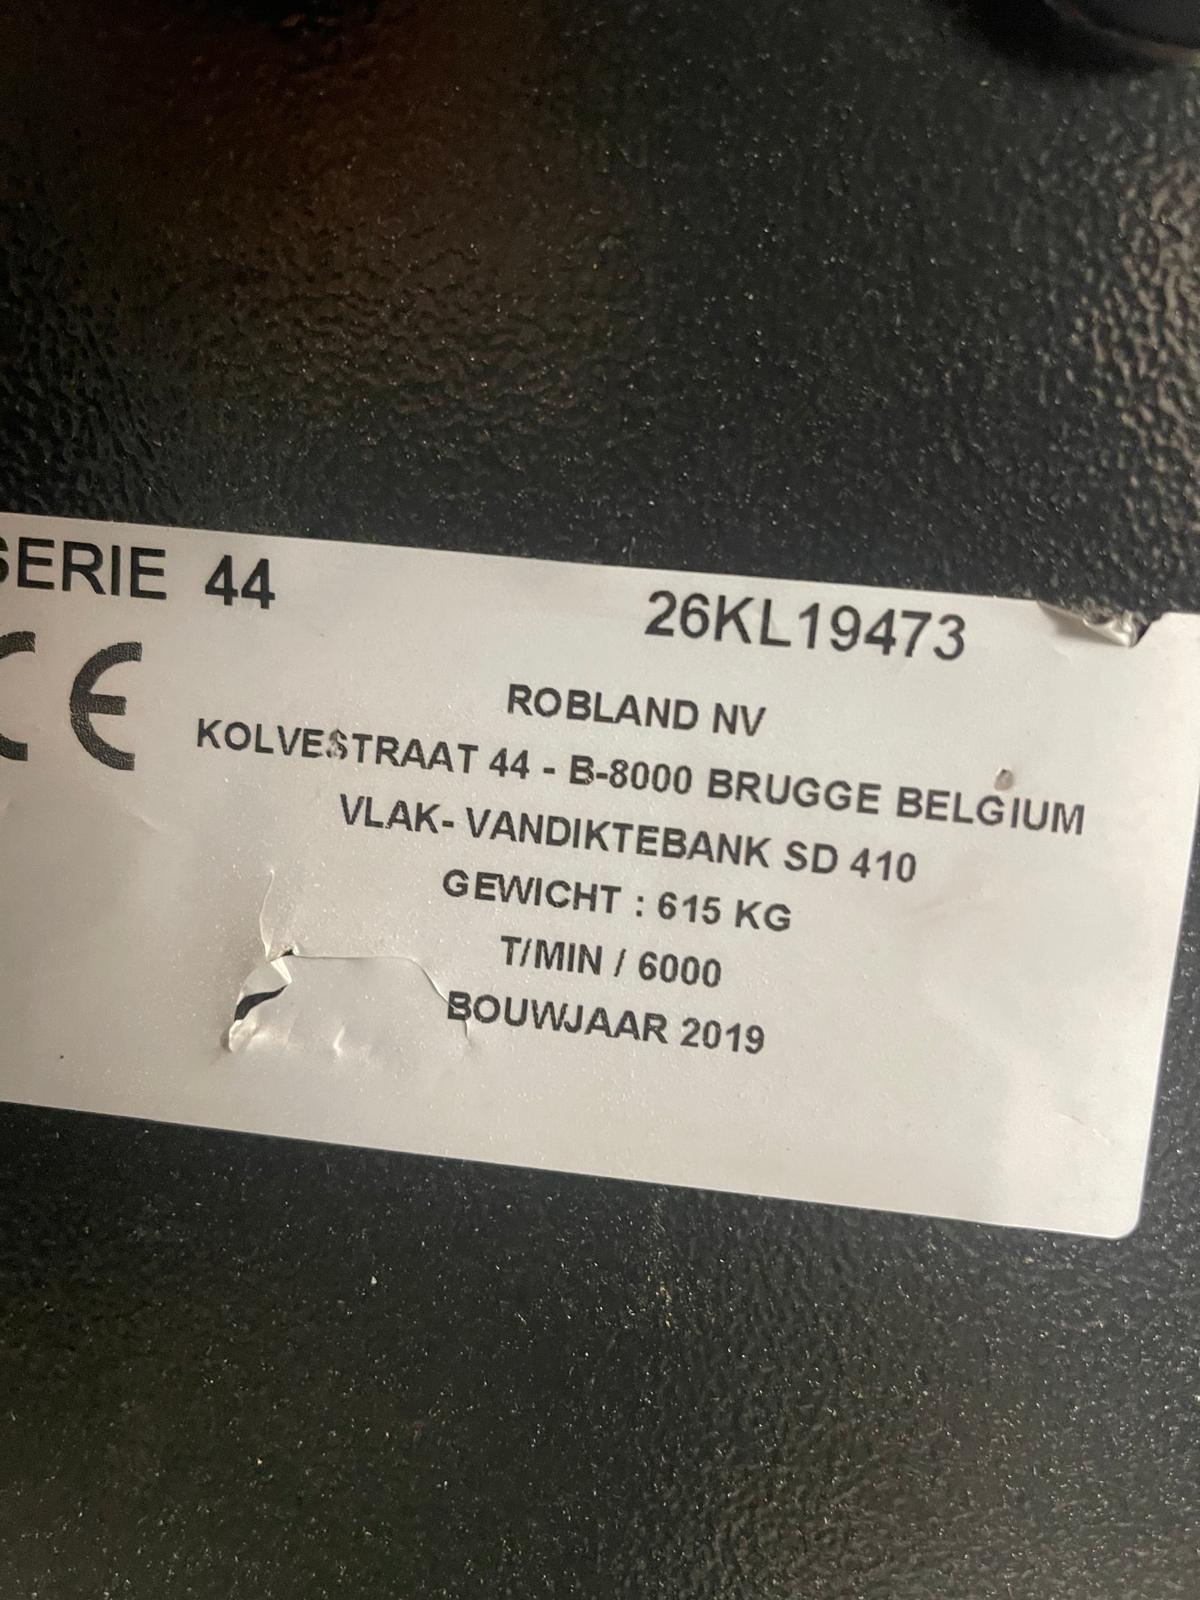 SERIE 44 26KL19473
CE
ROBLAND NV
KOLVESTRAAT 44 - B-8000 BRUGGE BELGIUM
VLAK- VANDIKTEBANK SD 410
GEWICHT : 615 KG
T/MIN / 6000
BOUWJAAR 2019